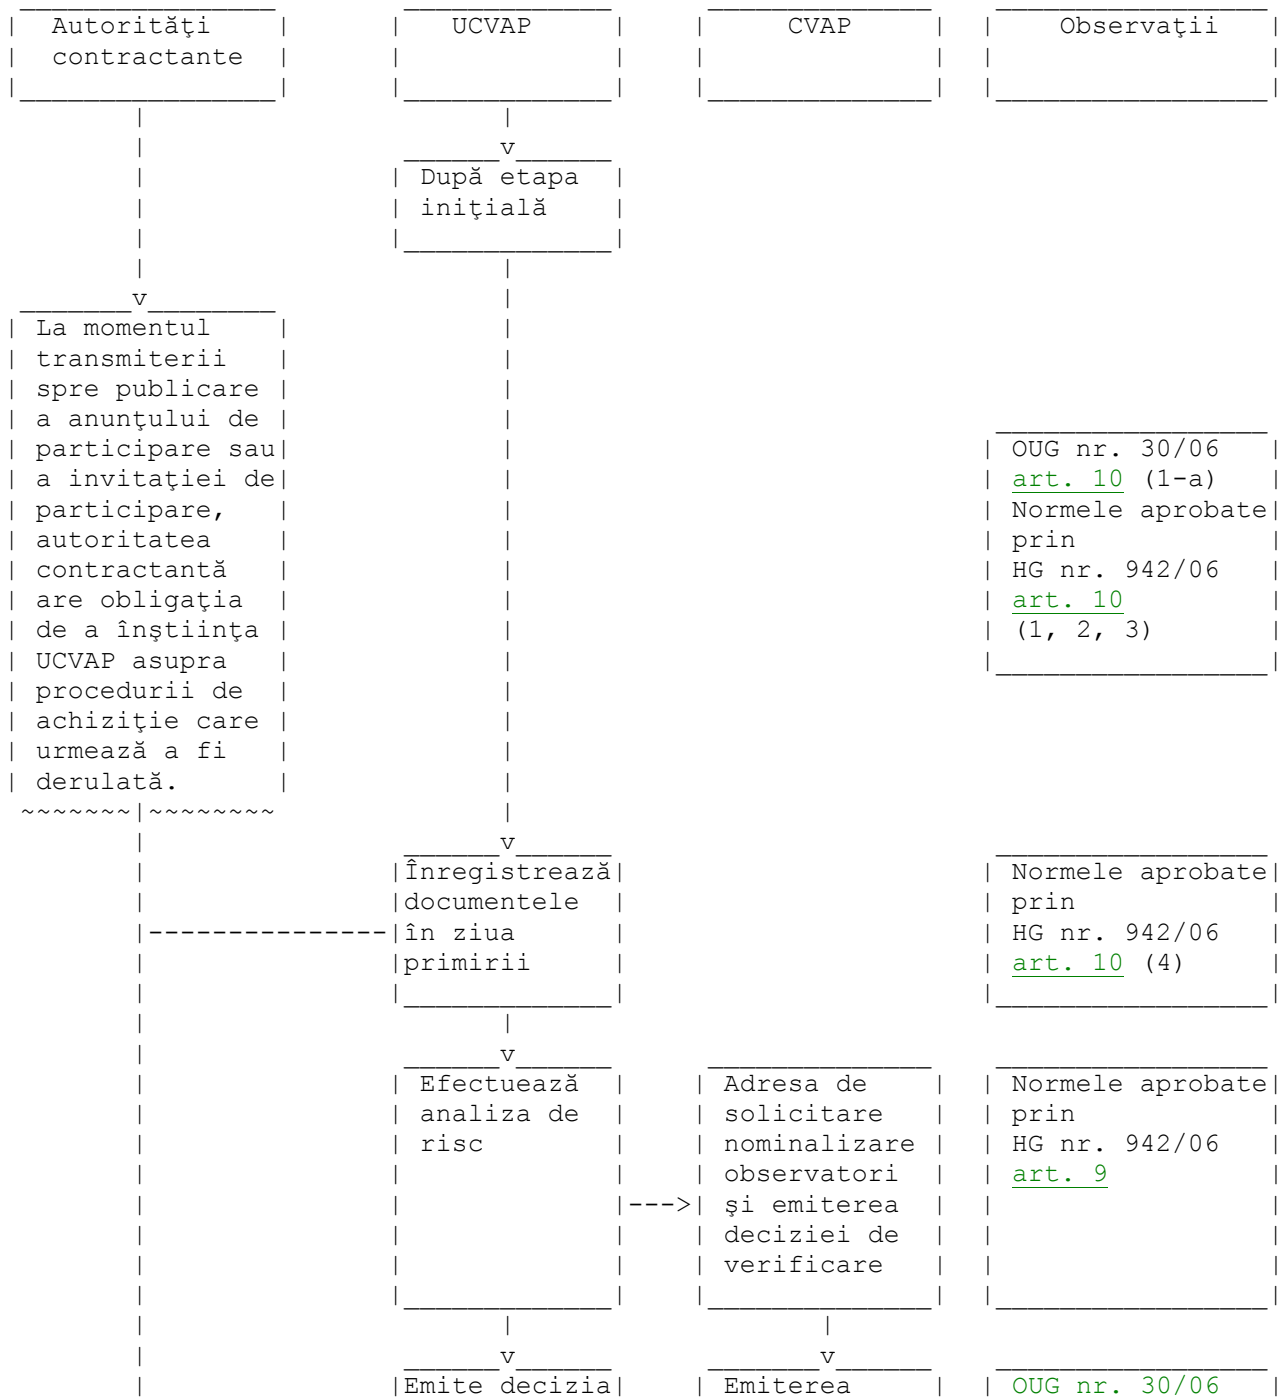 Autorităţi
contractante
UCVAP
CVAP
Observaţii
După etapa
iniţială
La momentul
transmiterii
spre publicare
a anunţului de
participare sau
a invitaţiei de
participare,
autoritatea
contractantă
are obligaţia
de a înştiinţa
UCVAP asupra
procedurii de
achiziţie care
urmează a fi
derulată.
OUG nr. 30/06
art. 10 (1-a)
Normele aprobate
prin
HG nr. 942/06
art. 10
(1, 2, 3)
Înregistrează
documentele
în ziua
primirii
Normele aprobate
prin
HG nr. 942/06
art. 10 (4)
Efectuează
analiza de
risc
Adresa de
solicitare
nominalizare
observatori
şi emiterea
deciziei de
verificare
Normele aprobate
prin
HG nr. 942/06
art. 9
Emite decizia
Emiterea
OUG nr. 30/06